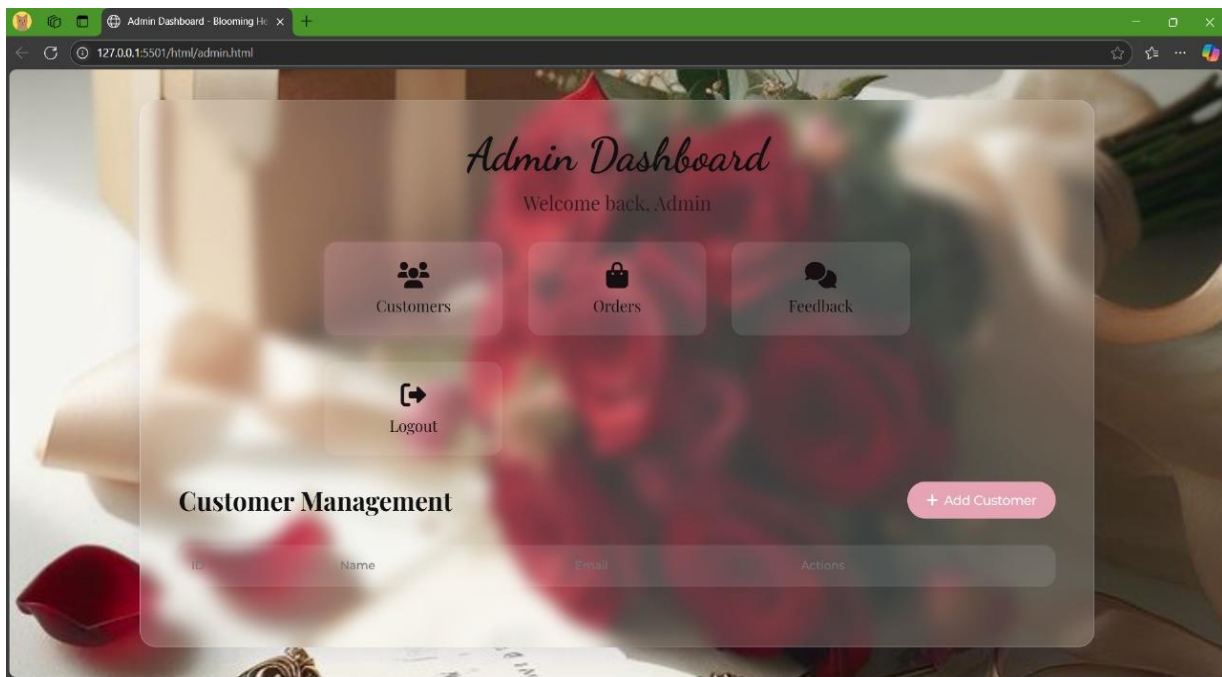 Admin Dashboard - Blooming Ho
127.0.0.1:5501/html/admin.html
Admin Dashboard
Welcome back, Admin
Customers Orders Feedback
Logout
Customer Management + Add Customer
ID Name Email Actions